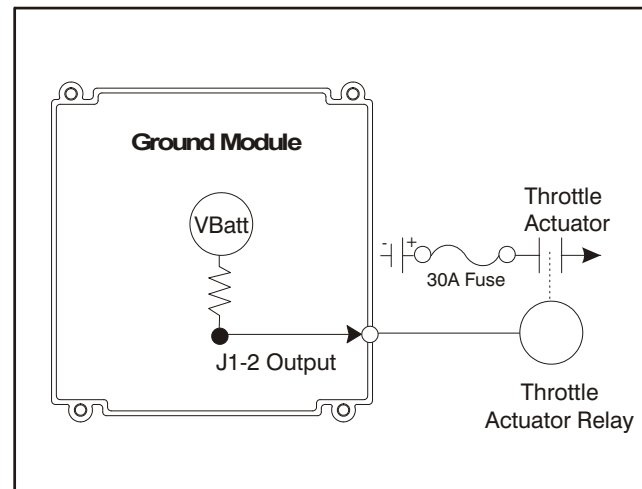 Ground Module
VBatt
Throttle
Actuator
- +
30A Fuse
J1-2 Output
Throttle
Actuator Relay